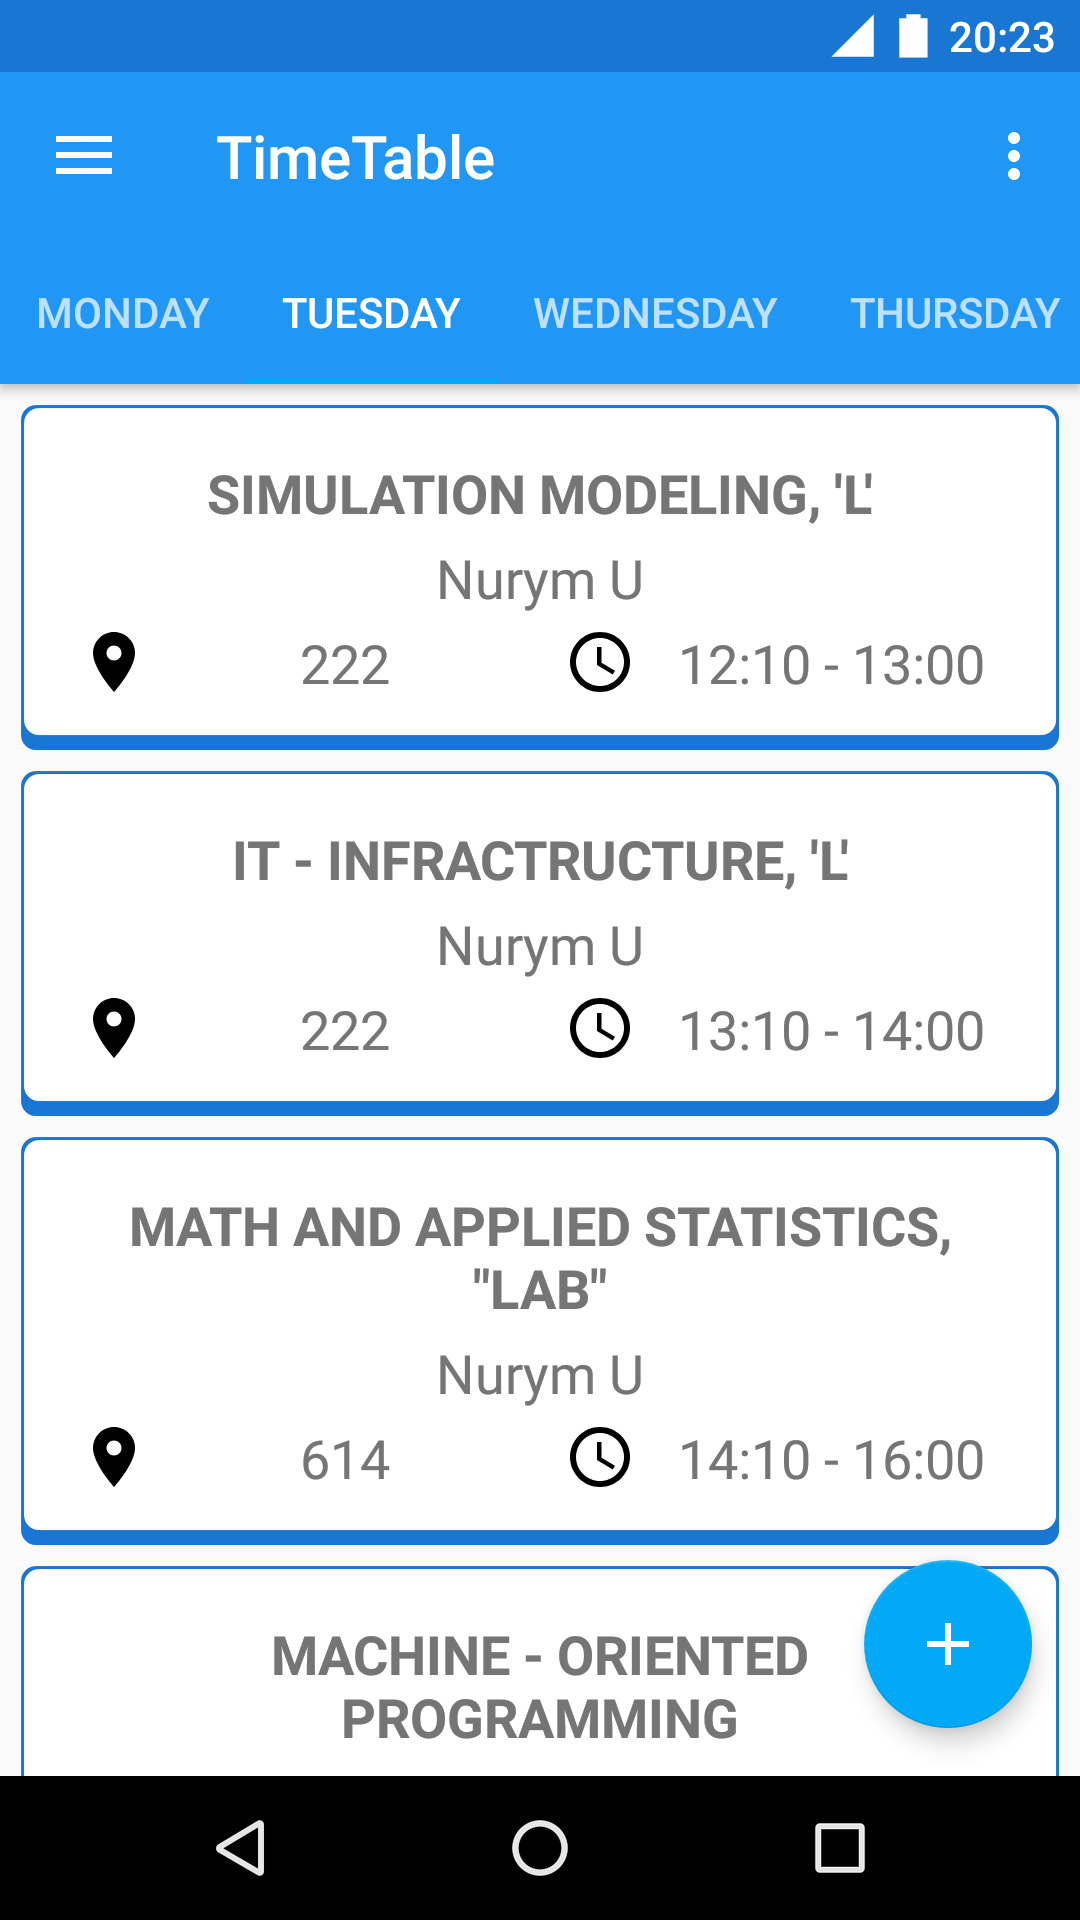 20:23
TimeTable
MONDAY TUESDAY WEDNESDAY THURSDAY
SIMULATION MODELING, 'L'
Nurym U
222 12:10 - 13:00
IT - INFRACTRUCTURE, 'L'
Nurym U
222 13:10 - 14:00
MATH AND APPLIED STATISTICS,
"LAB"
Nurym U
614 14:10 - 16:00
MACHINE - ORIENTED
PROGRAMMING